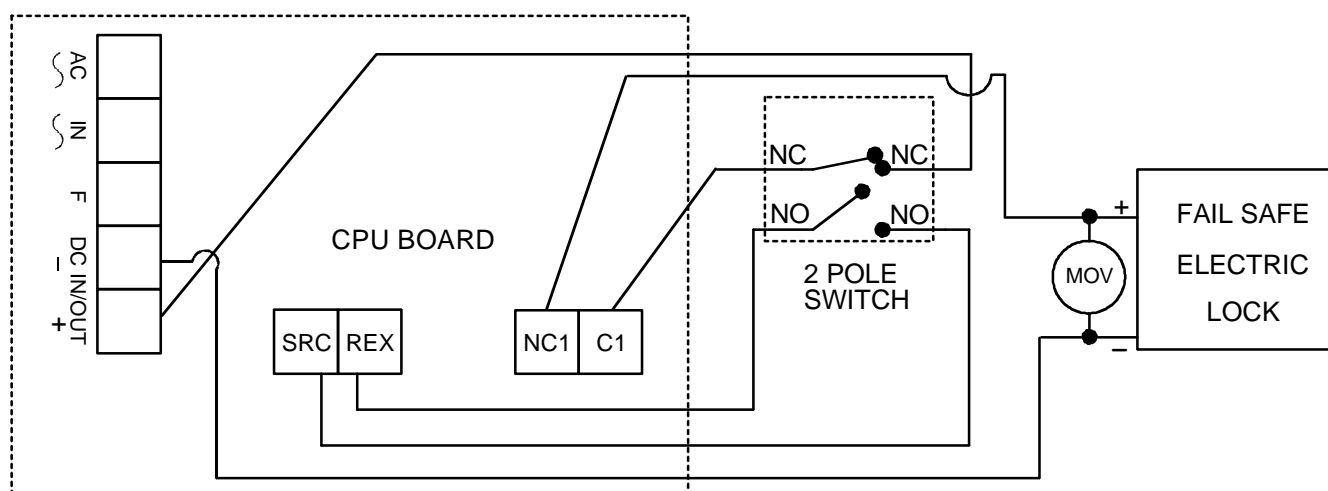 AC
IN
F
DC IN/OUT
–
+
CPU BOARD
SRC
REX
NC1
C1
NC
NC
NO
NO
2 POLE
SWITCH
+
MOV
–
FAIL SAFE
ELECTRIC
LOCK